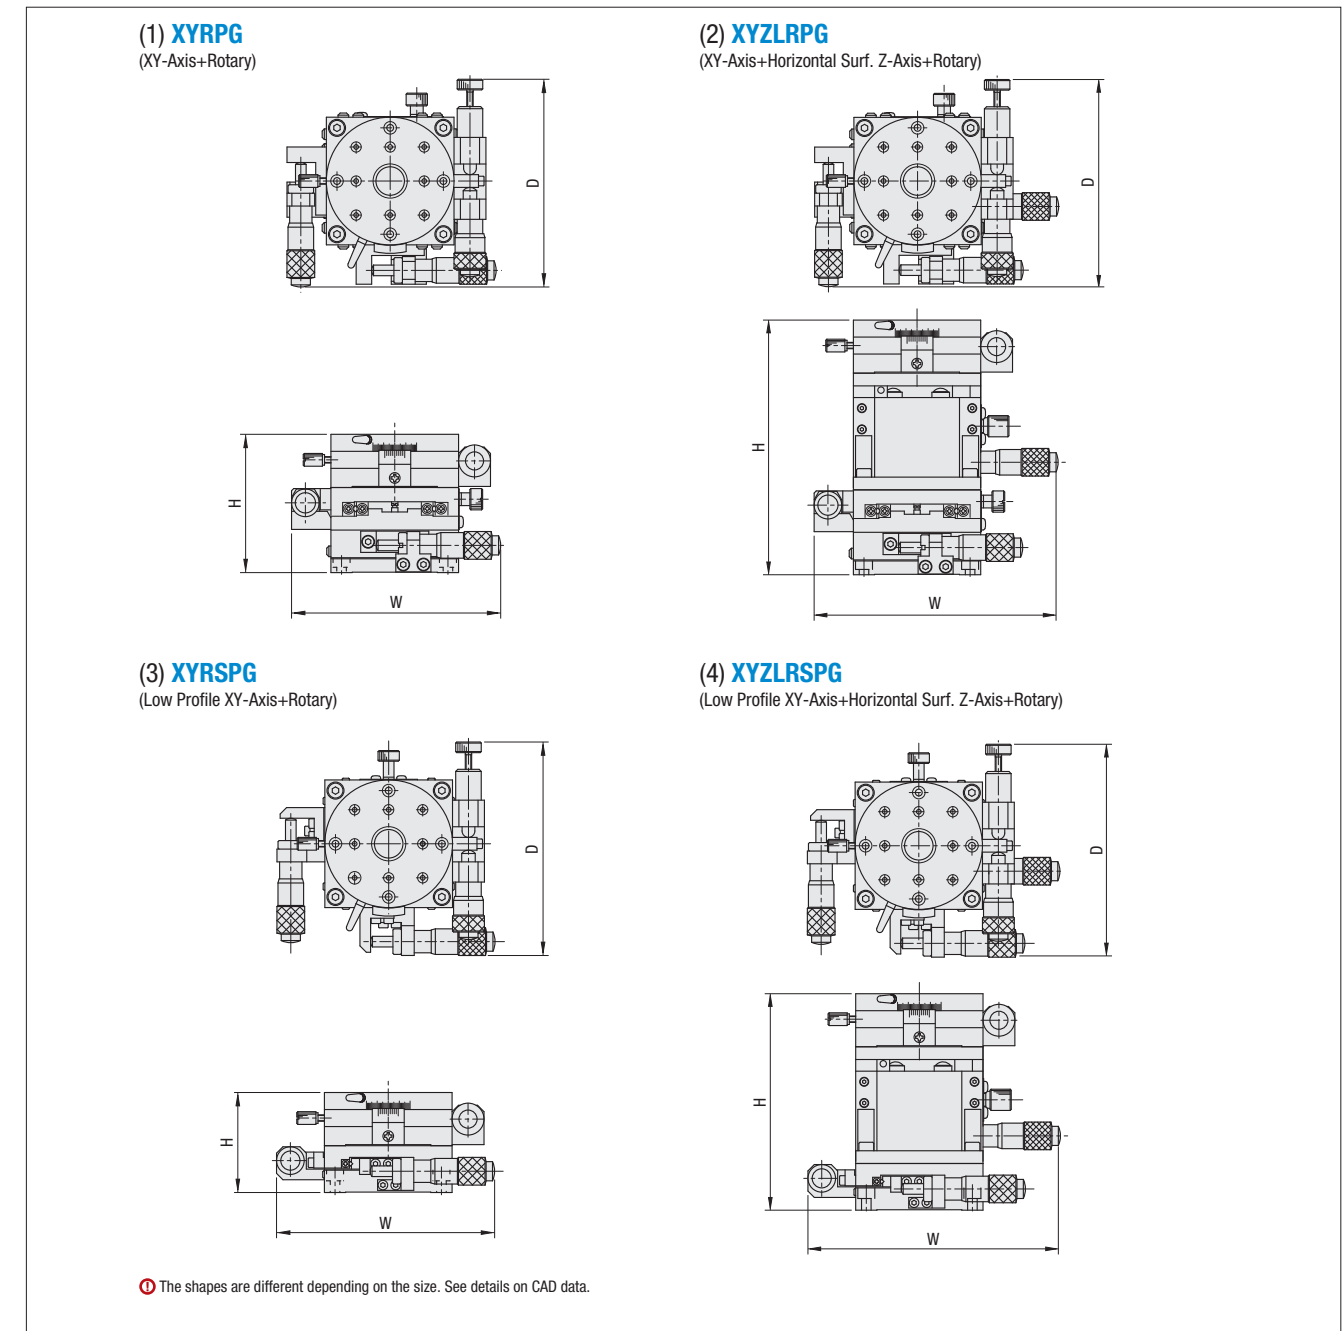 (1) XYRPG
(XY-Axis+Rotary)
D
H
W
(2) XYZLRPG
(XY-Axis+Horizontal Surf. Z-Axis+Rotary)
D
H
W
(3) XYRSPG
(Low Profile XY-Axis+Rotary)
D
H
W
(4) XYZLRSPG
(Low Profile XY-Axis+Horizontal Surf. Z-Axis+Rotary)
D
H
W
The shapes are different depending on the size. See details on CAD data.